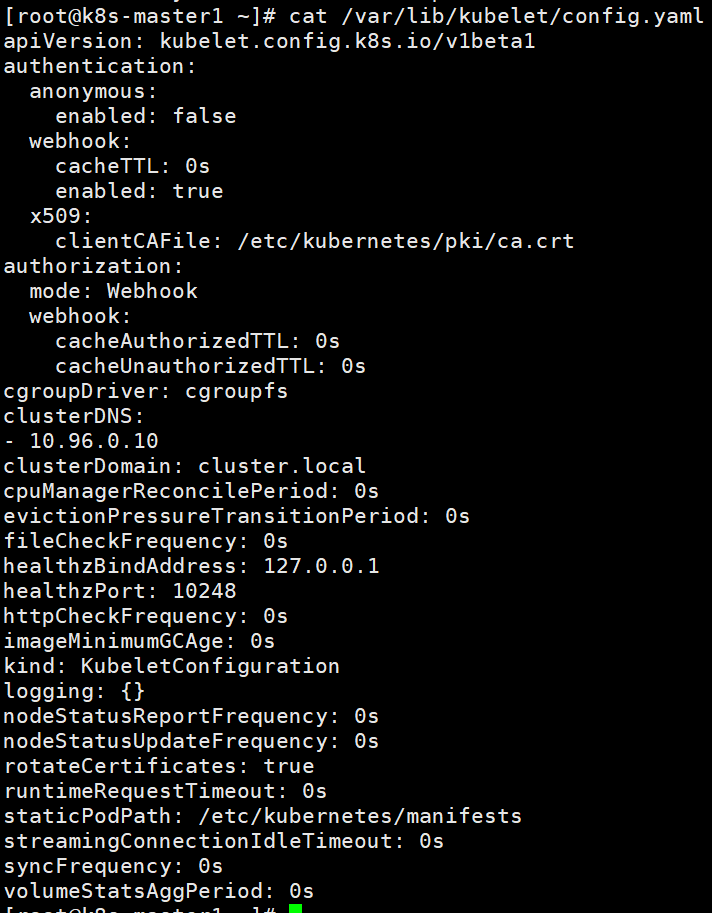 [root@k8s-master1 ~]# cat /var/lib/kubelet/config.yaml
apiVersion: kubelet.config.k8s.io/v1beta1
authentication:
  anonymous:
    enabled: false
  webhook:
    cacheTTL: 0s
    enabled: true
  x509:
    clientCAFile: /etc/kubernetes/pki/ca.crt
authorization:
  mode: Webhook
  webhook:
    cacheAuthorizedTTL: 0s
    cacheUnauthorizedTTL: 0s
cgroupDriver: cgroupfs
clusterDNS:
- 10.96.0.10
clusterDomain: cluster.local
cpuManagerReconcilePeriod: 0s
evictionPressureTransitionPeriod: 0s
fileCheckFrequency: 0s
healthzBindAddress: 127.0.0.1
healthzPort: 10248
httpCheckFrequency: 0s
imageMinimumGCAge: 0s
kind: KubeletConfiguration
logging: {}
nodeStatusReportFrequency: 0s
nodeStatusUpdateFrequency: 0s
rotateCertificates: true
runtimeRequestTimeout: 0s
staticPodPath: /etc/kubernetes/manifests
streamingConnectionIdleTimeout: 0s
syncFrequency: 0s
volumeStatsAggPeriod: 0s
[root@k8s-master1 ~]#